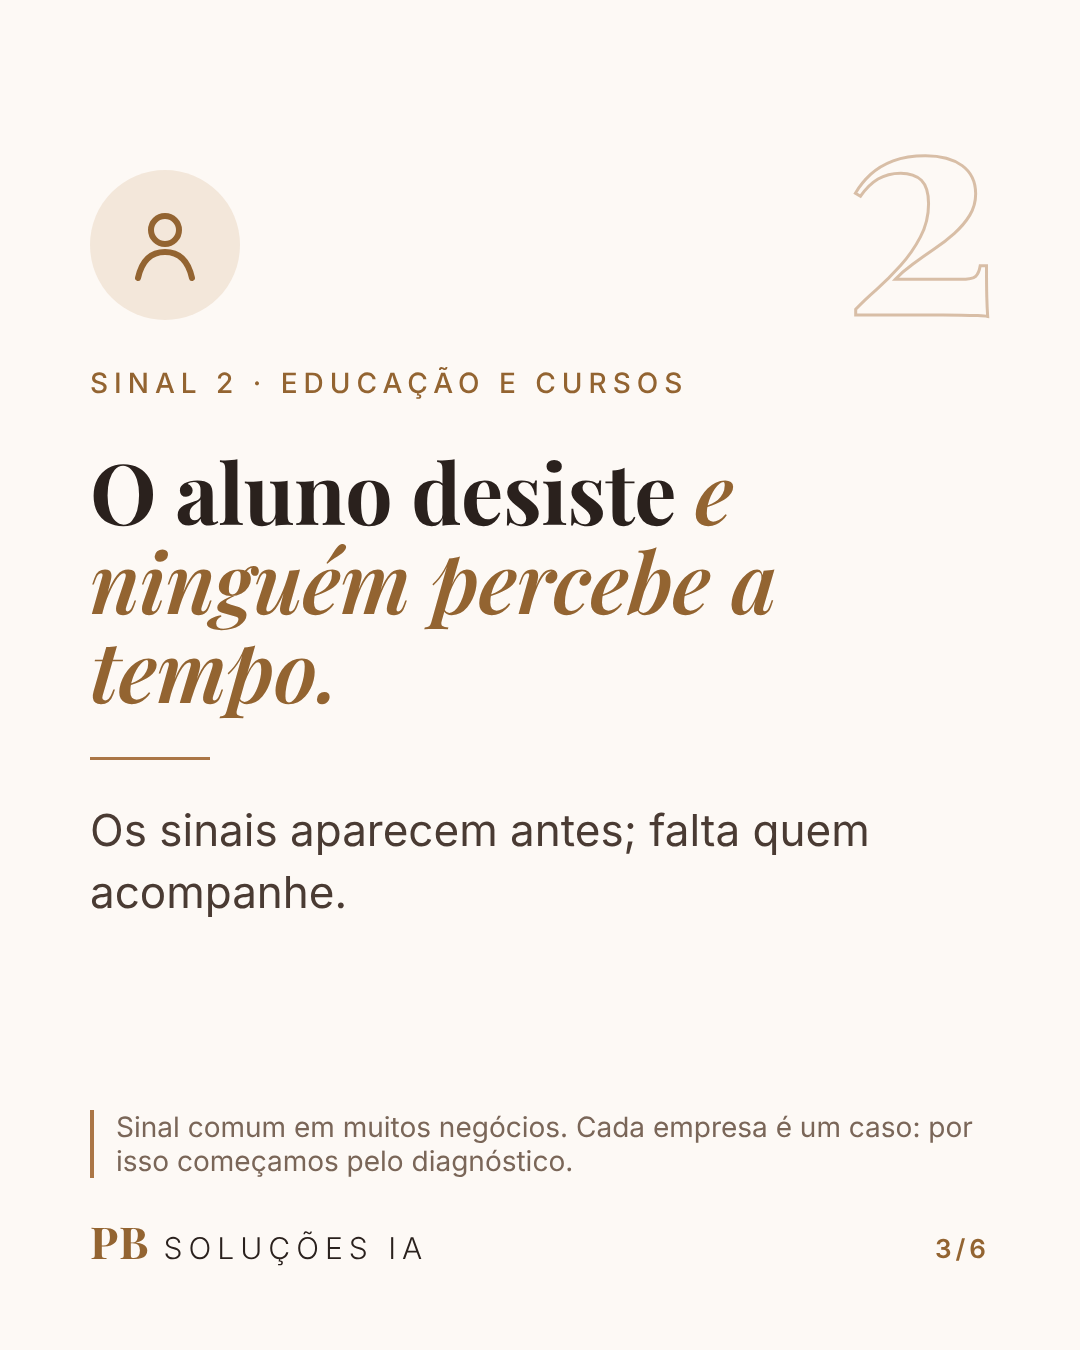 2
SINAL 2 · EDUCAÇÃO E CURSOS
O aluno desiste e
ninguém percebe a
tempo.
Os sinais aparecem antes; falta quem
acompanhe.
Sinal comum em muitos negócios. Cada empresa é um caso: por
isso começamos pelo diagnóstico.
PB SOLUÇÕES IA
3/6